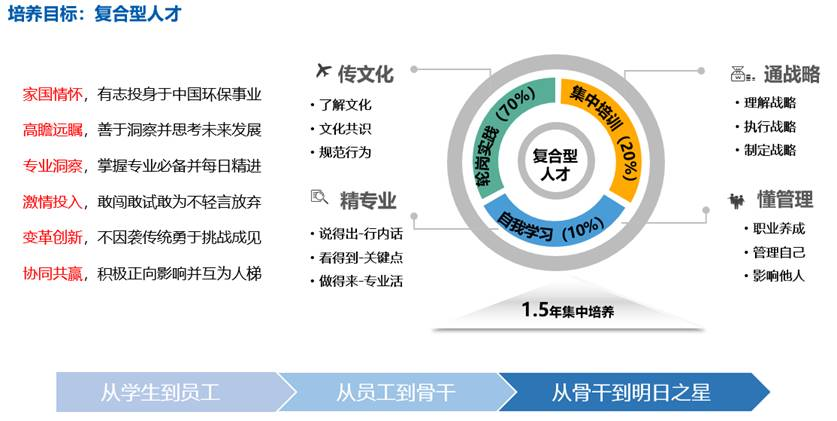 培养目标：复合型人才
家国情怀，有志投身于中国环保事业
高瞻远瞩，善于洞察并思考未来发展
专业洞察，掌握专业必备并每日精进
激情投入，敢闯敢试敢为不轻言放弃
变革创新，不因袭传统勇于挑战成见
协同共赢，积极正向影响并互为人梯
传文化
• 了解文化
• 文化共识
• 规范行为
精专业
• 说得出-行内话
• 看得到-关键点
• 做得来-专业活
轮岗实践（70%）
集中培训（20%）
自我学习（10%）
复合型
人才
1.5年集中培养
通战略
• 理解战略
• 执行战略
• 制定战略
懂管理
• 职业养成
• 管理自己
• 影响他人
从学生到员工
从员工到骨干
从骨干到明日之星